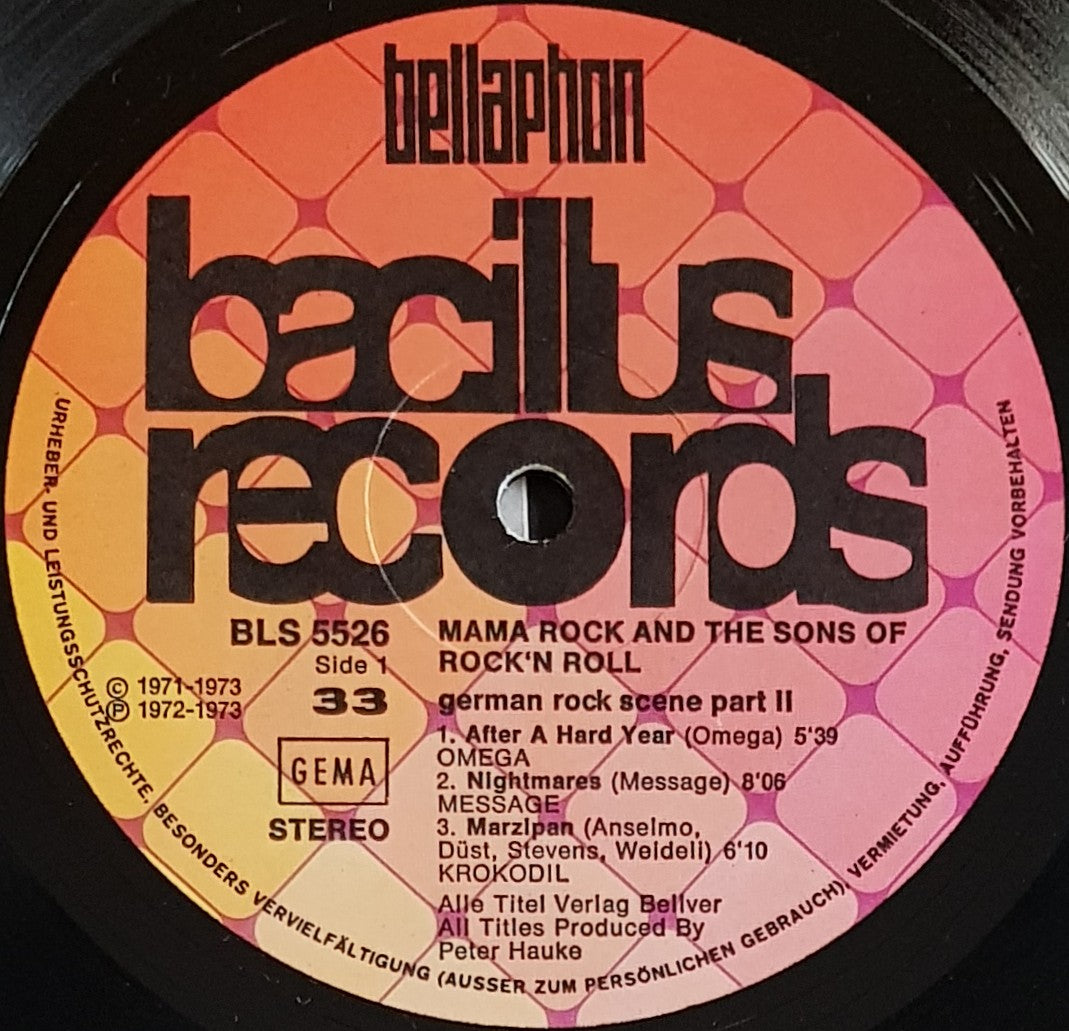 bellaphon
bacillus
records
BLS 5526
Side 1
33
© 1971-1973
℗ 1972-1973
GEMA
STEREO
MAMA ROCK AND THE SONS OF
ROCK'N ROLL
german rock scene part II
1. After A Hard Year (Omega) 5'39
OMEGA
2. Nightmares (Message) 8'06
MESSAGE
3. Marzipan (Anselmo,
Düst, Stevens, Weideli) 6'10
KROKODIL
Alle Titel Verlag Bellver
All Titles Produced By
Peter Hauke
URHEBER- UND LEISTUNGSSCHUTZRECHTE, BESONDERS VERVIELFÄLTIGUNG (AUSSER ZUM PERSÖNLICHEN GEBRAUCH), VERMIETUNG, AUFFÜHRUNG, SENDUNG VORBEHALTEN